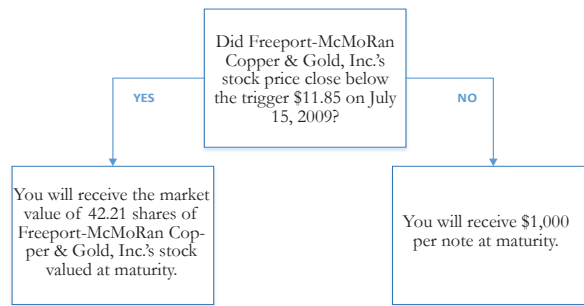 Did Freeport-McMoRan
Copper & Gold, Inc.'s
stock price close below
the trigger $11.85 on July
15, 2009?
YES
NO
You will receive the market
value of 42.21 shares of
Freeport-McMoRan Cop-
per & Gold, Inc.'s stock
valued at maturity.
You will receive $1,000
per note at maturity.